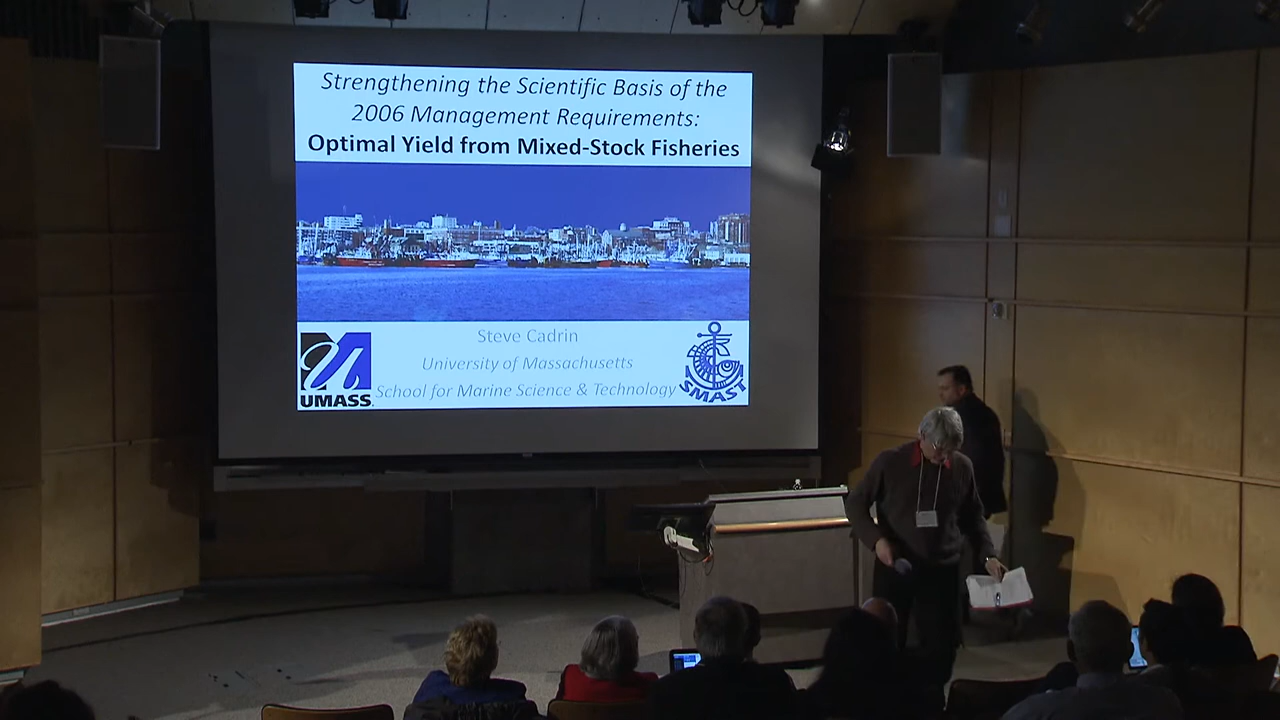 Strengthening the Scientific Basis of the
2006 Management Requirements:
Optimal Yield from Mixed-Stock Fisheries
Steve Cadrin
University of Massachusetts
School for Marine Science & Technology
UMASS
SMAST